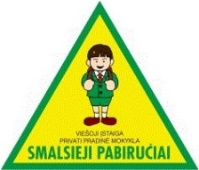 VIEŠOJI ĮSTAIGA
PRIVATI PRADINĖ MOKYKLA
SMALSIEJI PABIRUČIAI